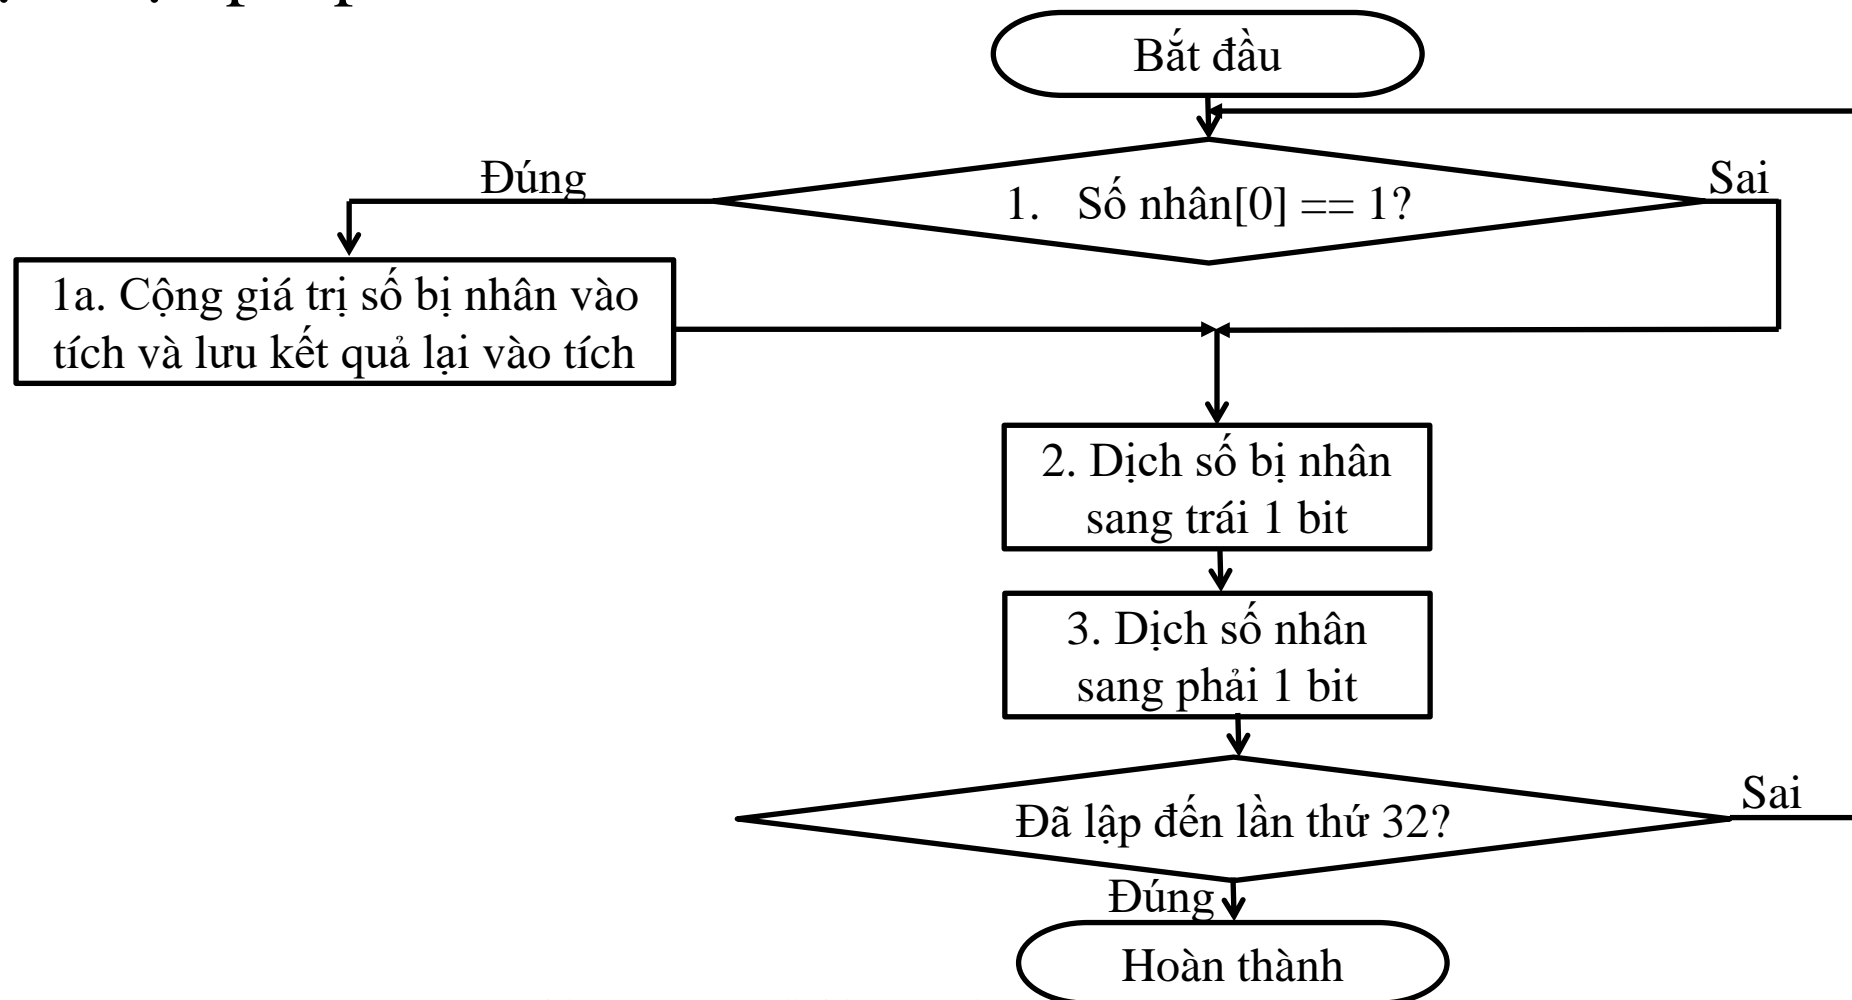 Bắt đầu
Đúng
Sai
1. Số nhân[0] == 1?
1a. Cộng giá trị số bị nhân vào
tích và lưu kết quả lại vào tích
2. Dịch số bị nhân
sang trái 1 bit
3. Dịch số nhân
sang phải 1 bit
Sai
Đã lập đến lần thứ 32?
Đúng
Hoàn thành